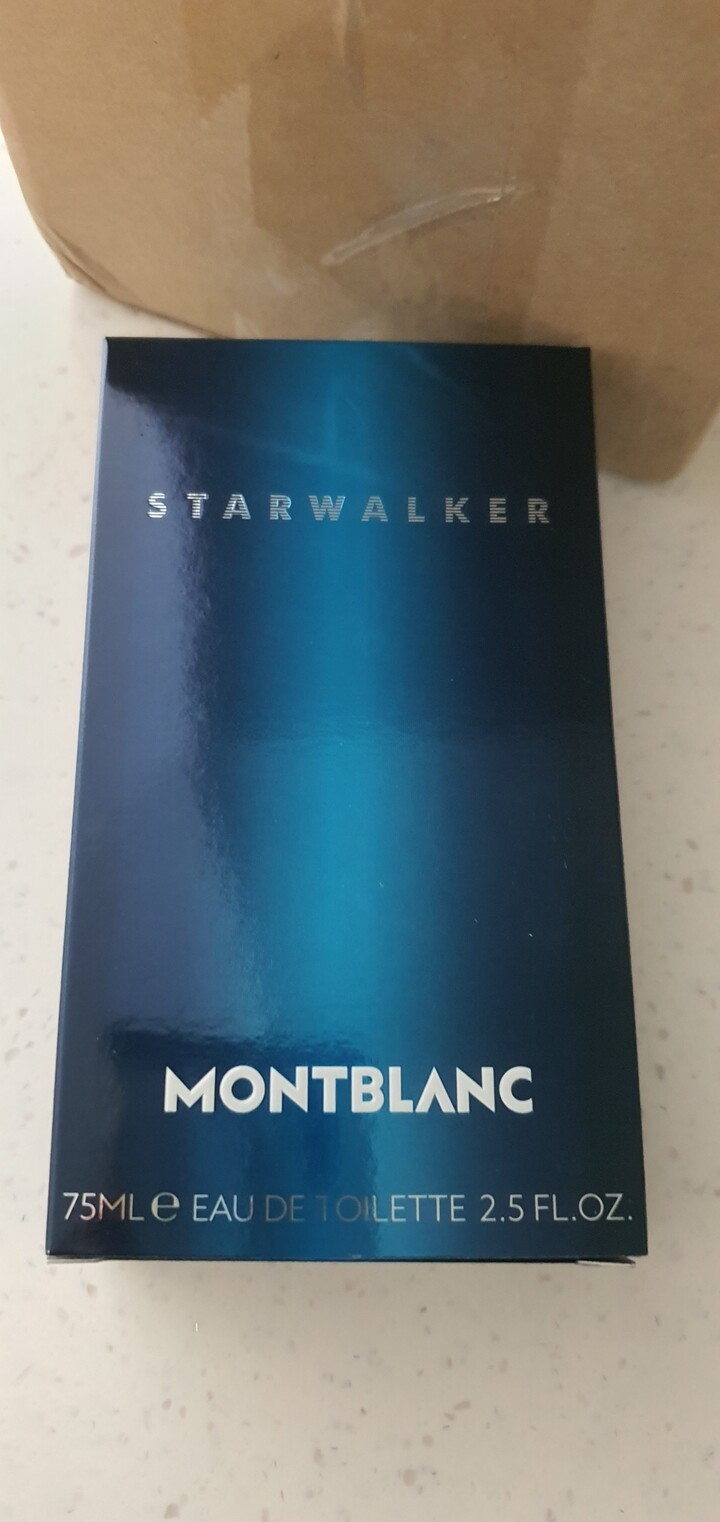 STARWALKER
MONTBLANC
75ML e EAU DE TOILETTE 2.5 FL.OZ.